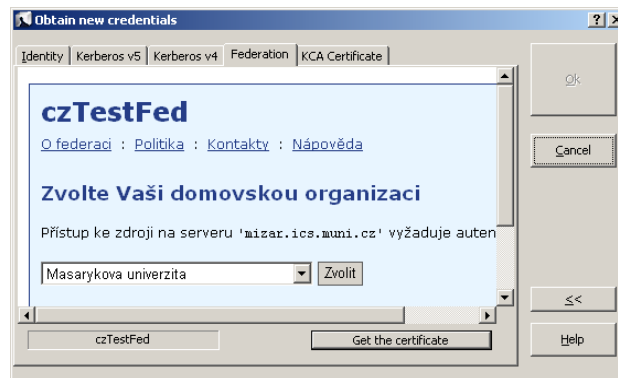 Obtain new credentials
Identity Kerberos v5 Kerberos v4 Federation KCA Certificate
Ok
czTestFed
O federaci : Politika : Kontakty : Nápověda
Cancel
Zvolte Vaši domovskou organizaci
Přístup ke zdroji na serveru 'mizar.ics.muni.cz' vyžaduje auten
Masarykova univerzita Zvolit
<<
czTestFed Get the certificate Help